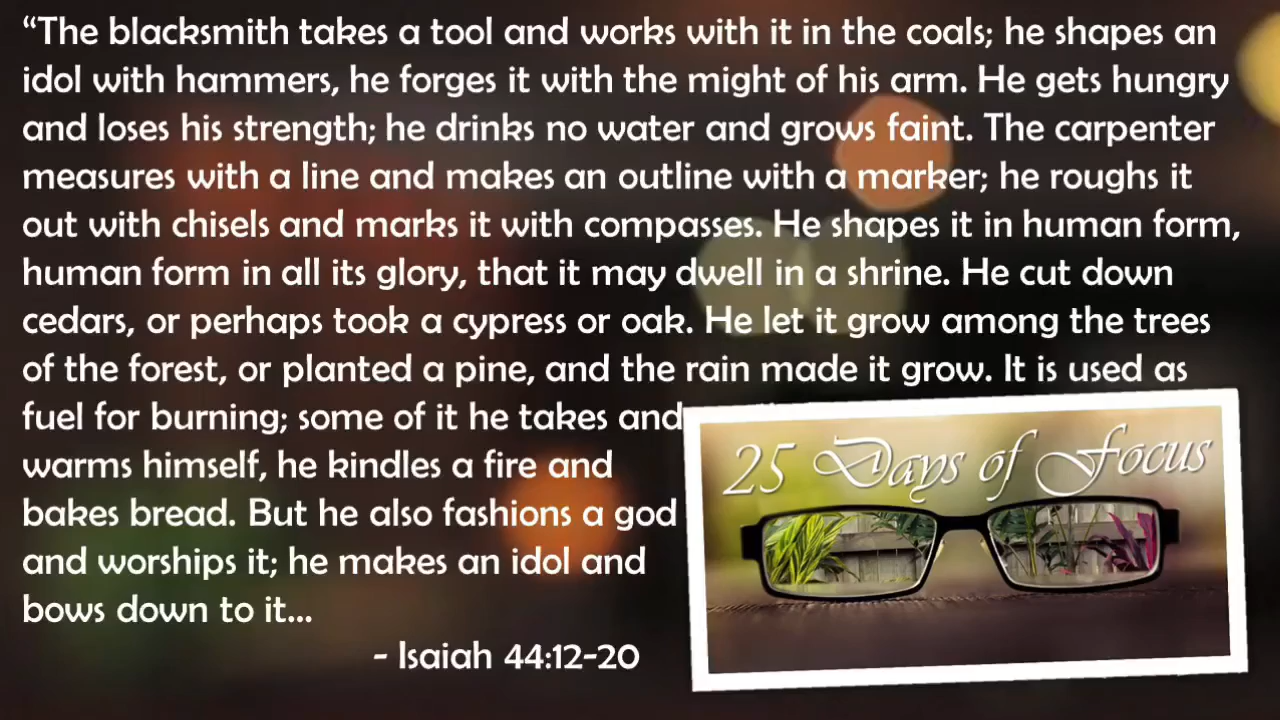 “The blacksmith takes a tool and works with it in the coals; he shapes an
idol with hammers, he forges it with the might of his arm. He gets hungry
and loses his strength; he drinks no water and grows faint. The carpenter
measures with a line and makes an outline with a marker; he roughs it
out with chisels and marks it with compasses. He shapes it in human form,
human form in all its glory, that it may dwell in a shrine. He cut down
cedars, or perhaps took a cypress or oak. He let it grow among the trees
of the forest, or planted a pine, and the rain made it grow. It is used as
fuel for burning; some of it he takes and
warms himself, he kindles a fire and
bakes bread. But he also fashions a god
and worships it; he makes an idol and
bows down to it...
- Isaiah 44:12-20
25 Days of Focus